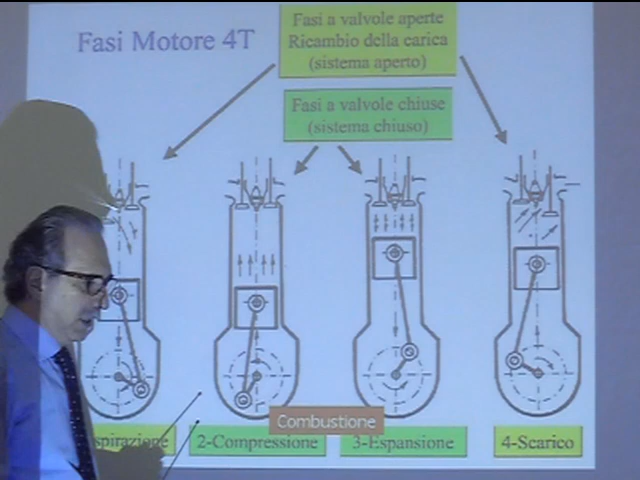 Fasi Motore 4T
Fasi a valvole aperte
Ricambio della carica
(sistema aperto)
Fasi a valvole chiuse
(sistema chiuso)
Combustione
spirazione
2-Compressione
3-Espansione
4-Scarico